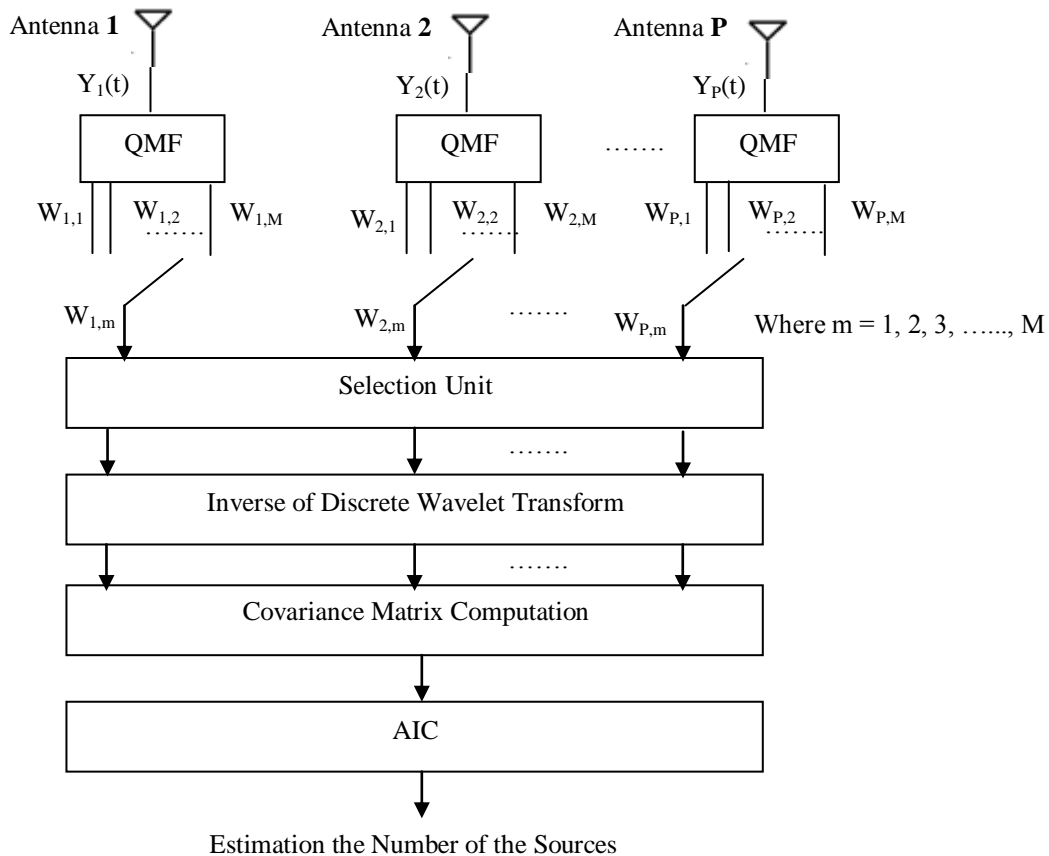 Antenna 1 Antenna 2 Antenna P
Y1(t) Y2(t) YP(t)
QMF QMF ……. QMF
W1,1 W1,2 W1,M W2,1 W2,2 W2,M WP,1 WP,2 WP,M
……. ……. …….
W1,m W2,m ……. WP,m Where m = 1, 2, 3, …..., M
Selection Unit
…….
Inverse of Discrete Wavelet Transform
…….
Covariance Matrix Computation
AIC
Estimation the Number of the Sources